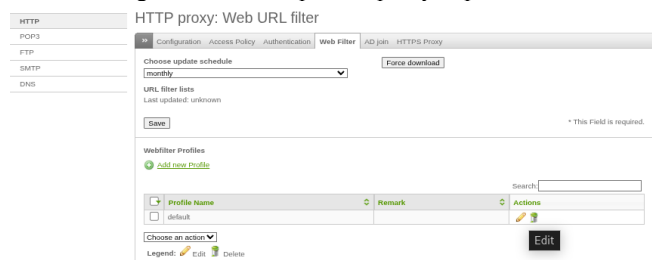 HTTP
POP3
FTP
SMTP
DNS
HTTP proxy: Web URL filter
» Configuration Access Policy Authentication Web Filter AD join HTTPS Proxy
Choose update schedule
monthly
Force download
URL filter lists
Last updated: unknown
Save
* This Field is required.
Webfilter Profiles
Add new Profile
Search:
Profile Name Remark Actions
default
Edit
Choose an action
Legend: Edit Delete